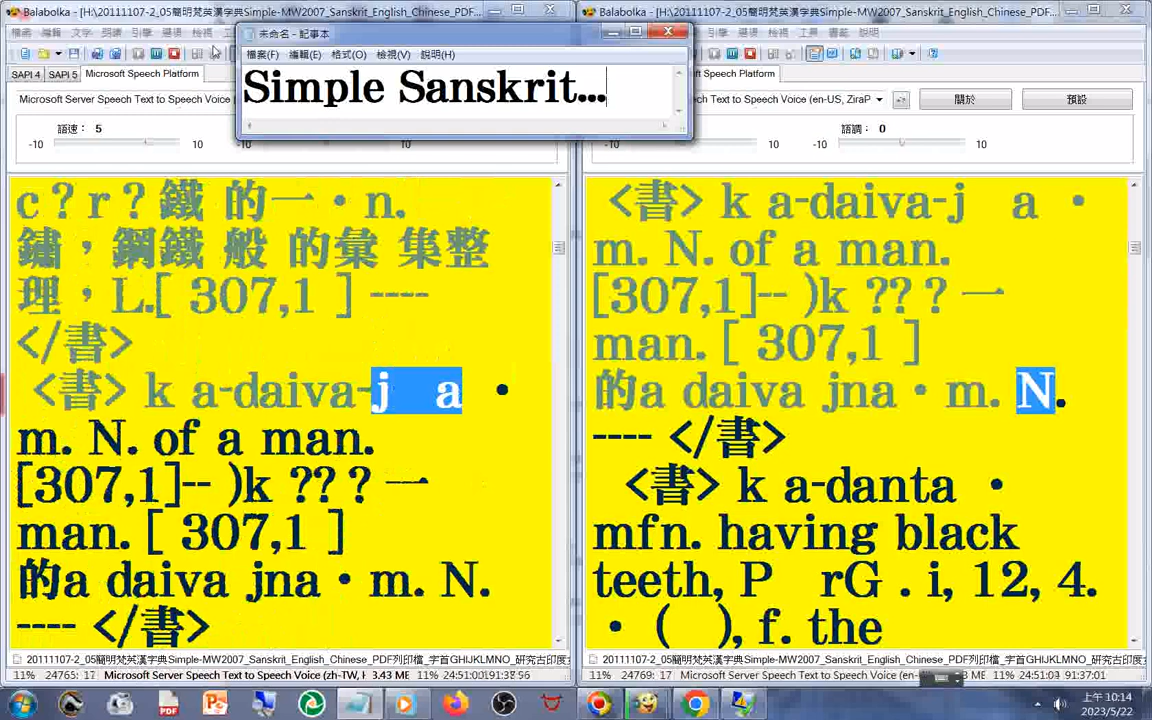 Balabolka - [H:\20111107-2_05簡明梵英漢字典Simple-MW2007_Sanskrit_English_Chinese_PDF
Balabolka - [H:\20111107-2_05簡明梵英漢字典Simple-MW2007_Sanskrit_English_Chinese_PDF
未命名 - 記事本
檔案(F) 編輯(E) 格式(O) 檢視(V) 說明(H)
Simple Sanskrit...
SAPI 4 SAPI 5 Microsoft Speech Platform
Speech Platform
Microsoft Server Speech Text to Speech Voice
ch Text to Speech Voice (en-US, ZiraP
關於
預設
語速： 5
語調： 0
-10 10 10
10 -10 10
c？r？鐵 的一・n.
鏽，鋼鐵 般 的彙 集整
理，L.[ 307,1 ] ----
</書>
<書> k a-daiva-j a •
m. N. of a man.
[307,1]-- )k ??？一
man. [ 307,1 ]
的a daiva jna・m. N.
---- </書>
<書> k a-daiva-j a •
m. N. of a man.
[307,1]-- )k ??？一
man. [ 307,1 ]
的a daiva jna・m. N.
---- </書>
<書> k a-danta •
mfn. having black
teeth, P rG . i, 12, 4.
• ( ), f. the
20111107-2_05簡明梵英漢字典Simple-MW2007_Sanskrit_English_Chinese_PDF列印檔_字首GHIJKLMNO_研究古印度
20111107-2_05簡明梵英漢字典Simple-MW2007_Sanskrit_English_Chinese_PDF列印檔_字首GHIJKLMNO_研究古印度
11% 24765: 17 Microsoft Server Speech Text to Speech Voice (zh-TW, 3.43 ME 11%
11% 24769: 17 Microsoft Server Speech Text to Speech Voice 11%
上午 10:14
2023/5/22